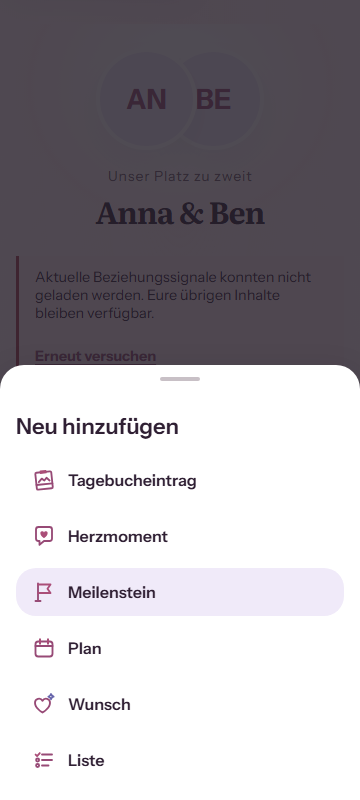 AN BE
Unser Platz zu zweit
Anna & Ben
Aktuelle Beziehungssignale konnten nicht
geladen werden. Eure übrigen Inhalte
bleiben verfügbar.
Erneut versuchen
Neu hinzufügen
Tagebucheintrag
Herzmoment
Meilenstein
Plan
Wunsch
Liste